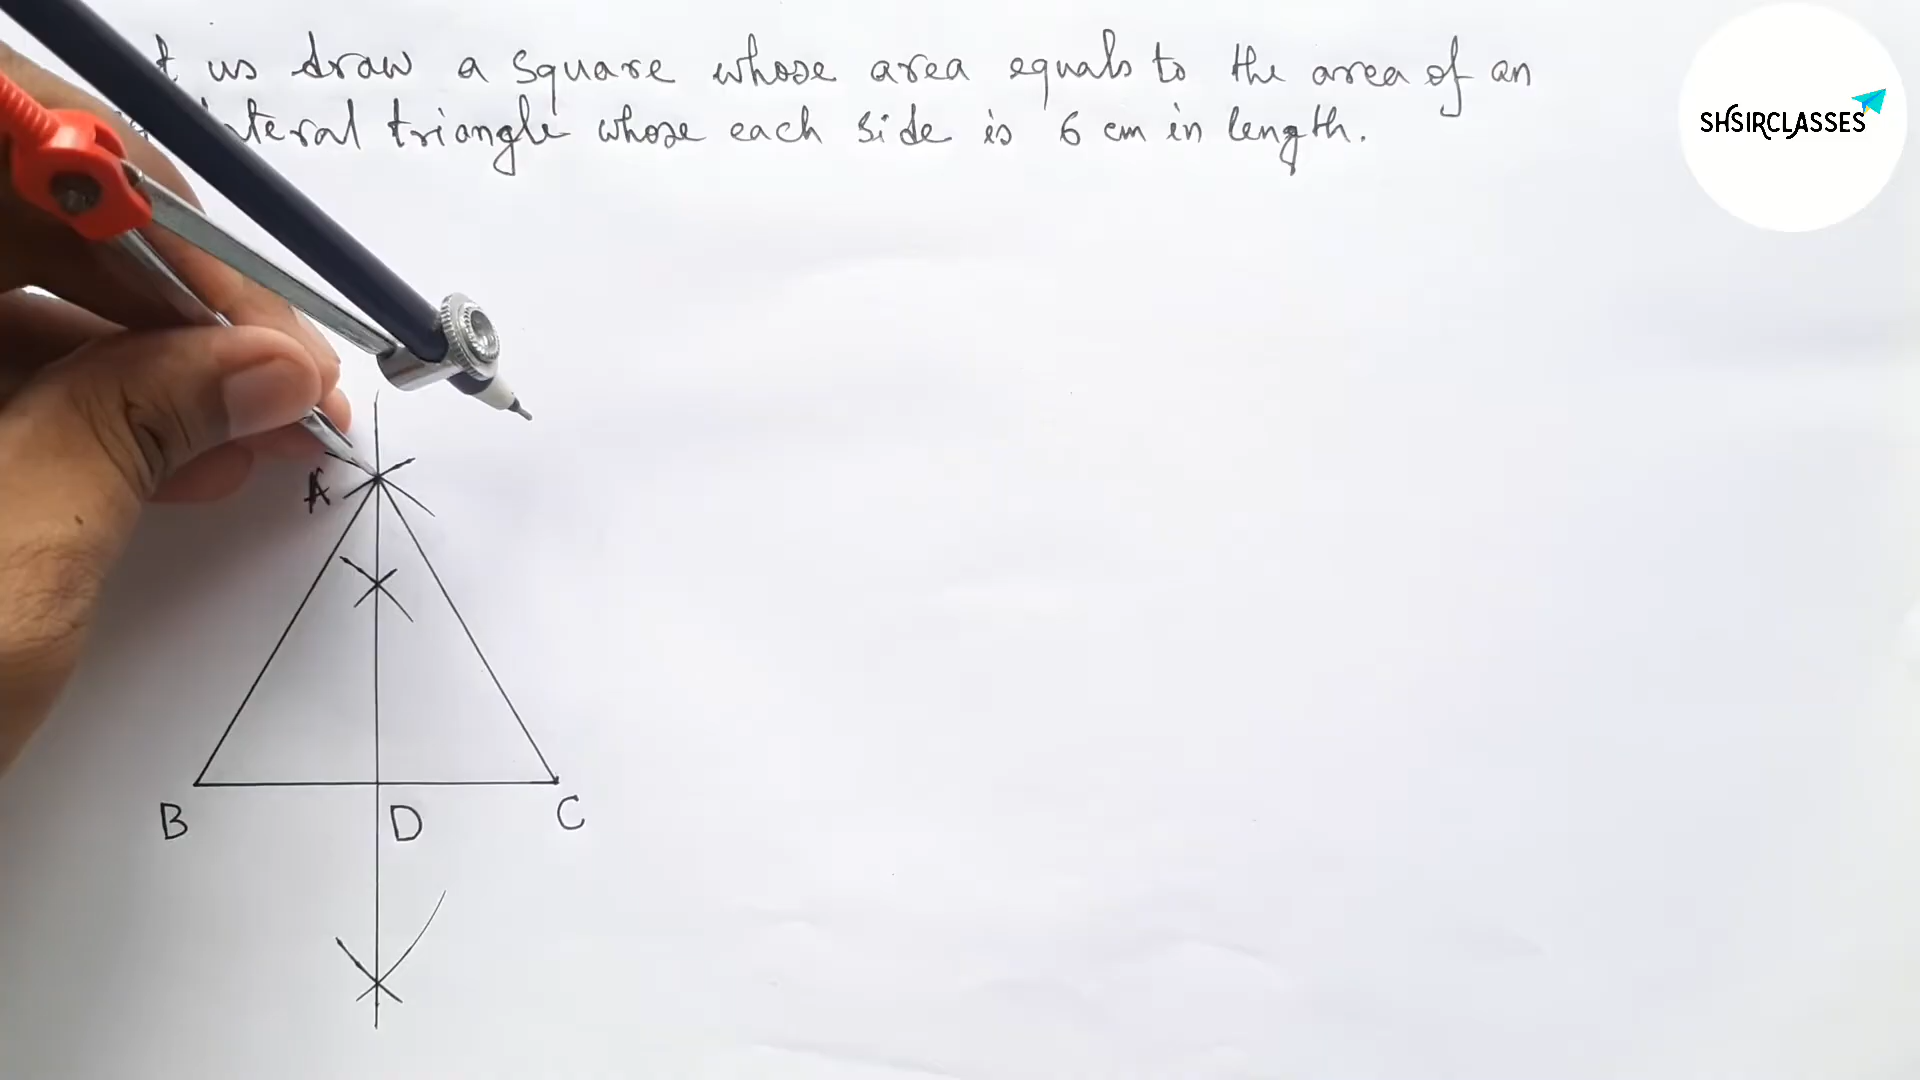 us draw a square whose area equals to the area of an
triangle whose each side is 6 cm in length.
SHSIRCLASSES
A
B D C